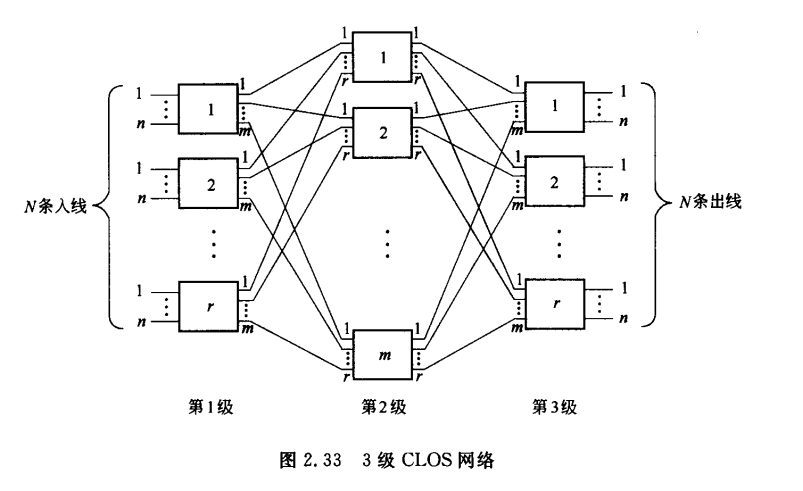 1 1 r 1
1 2 r 1
1 1 m 1 n
1 2 m 1 n
N条入线
1 r m 1 n
1 m r 1 r
1 1 m 1 n
1 2 m 1 n
N条出线
1 r m 1 n
第1级 第2级 第3级
图 2.33 3 级 CLOS 网络